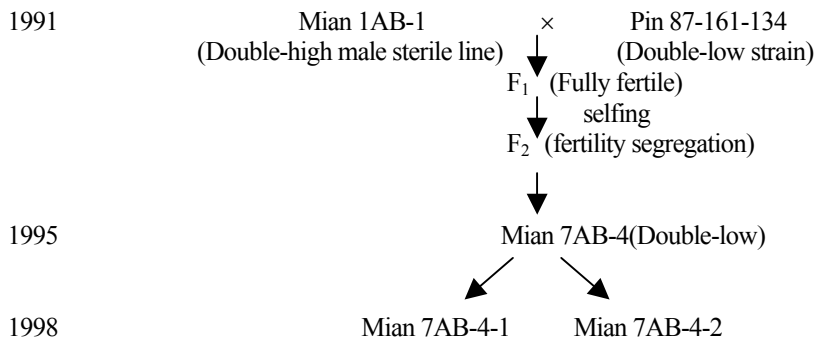 1991 Mian 1AB-1 × Pin 87-161-134
(Double-high male sterile line) (Double-low strain)
F₁ (Fully fertile)
selfing
F₂ (fertility segregation)
1995 Mian 7AB-4(Double-low)
1998 Mian 7AB-4-1 Mian 7AB-4-2